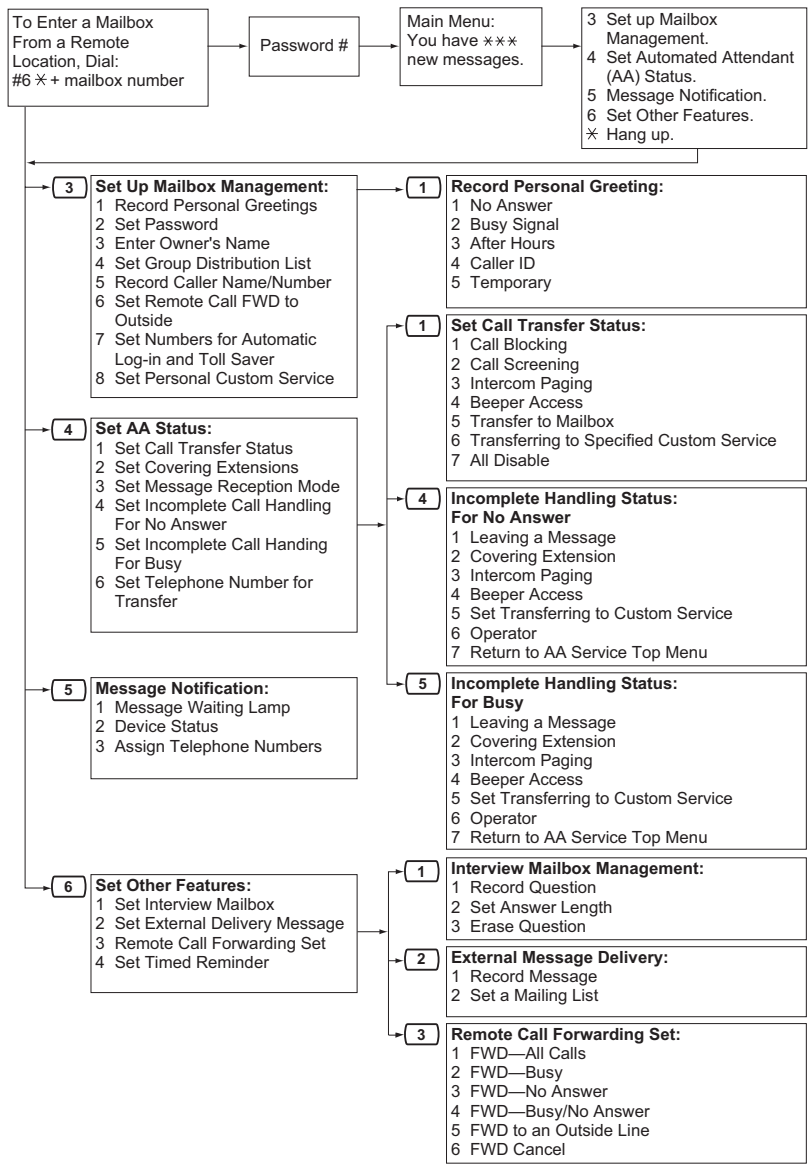 To Enter a Mailbox
From a Remote
Location, Dial:
#6 ✳ + mailbox number
Password #
Main Menu:
You have ✳✳✳
new messages.
3 Set up Mailbox
Management.
4 Set Automated Attendant
(AA) Status.
5 Message Notification.
6 Set Other Features.
✳ Hang up.
3
Set Up Mailbox Management:
1 Record Personal Greetings
2 Set Password
3 Enter Owner's Name
4 Set Group Distribution List
5 Record Caller Name/Number
6 Set Remote Call FWD to
Outside
7 Set Numbers for Automatic
Log-in and Toll Saver
8 Set Personal Custom Service
1
Record Personal Greeting:
1 No Answer
2 Busy Signal
3 After Hours
4 Caller ID
5 Temporary
4
Set AA Status:
1 Set Call Transfer Status
2 Set Covering Extensions
3 Set Message Reception Mode
4 Set Incomplete Call Handling
For No Answer
5 Set Incomplete Call Handing
For Busy
6 Set Telephone Number for
Transfer
1
Set Call Transfer Status:
1 Call Blocking
2 Call Screening
3 Intercom Paging
4 Beeper Access
5 Transfer to Mailbox
6 Transferring to Specified Custom Service
7 All Disable
4
Incomplete Handling Status:
For No Answer
1 Leaving a Message
2 Covering Extension
3 Intercom Paging
4 Beeper Access
5 Set Transferring to Custom Service
6 Operator
7 Return to AA Service Top Menu
5
Incomplete Handling Status:
For Busy
1 Leaving a Message
2 Covering Extension
3 Intercom Paging
4 Beeper Access
5 Set Transferring to Custom Service
6 Operator
7 Return to AA Service Top Menu
5
Message Notification:
1 Message Waiting Lamp
2 Device Status
3 Assign Telephone Numbers
6
Set Other Features:
1 Set Interview Mailbox
2 Set External Delivery Message
3 Remote Call Forwarding Set
4 Set Timed Reminder
1
Interview Mailbox Management:
1 Record Question
2 Set Answer Length
3 Erase Question
2
External Message Delivery:
1 Record Message
2 Set a Mailing List
3
Remote Call Forwarding Set:
1 FWD—All Calls
2 FWD—Busy
3 FWD—No Answer
4 FWD—Busy/No Answer
5 FWD to an Outside Line
6 FWD Cancel